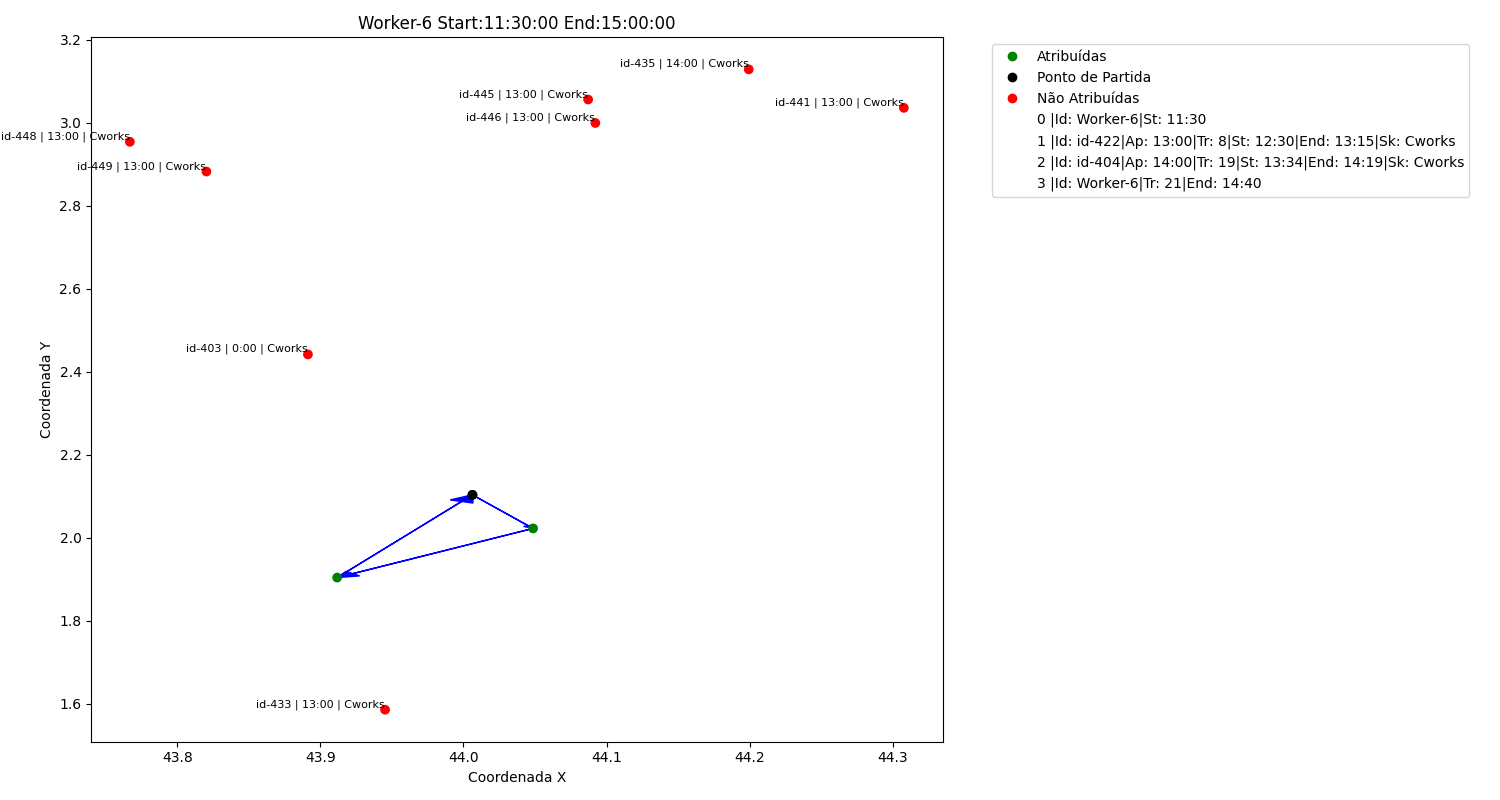 Worker-6 Start:11:30:00 End:15:00:00
Atribuídas
Ponto de Partida
Não Atribuídas
0 |Id: Worker-6|St: 11:30
1 |Id: id-422|Ap: 13:00|Tr: 8|St: 12:30|End: 13:15|Sk: Cworks
2 |Id: id-404|Ap: 14:00|Tr: 19|St: 13:34|End: 14:19|Sk: Cworks
3 |Id: Worker-6|Tr: 21|End: 14:40
id-435 | 14:00 | Cworks
id-445 | 13:00 | Cworks
id-441 | 13:00 | Cworks
id-446 | 13:00 | Cworks
id-448 | 13:00 | Cworks
id-449 | 13:00 | Cworks
id-403 | 0:00 | Cworks
id-433 | 13:00 | Cworks
Coordenada Y
3.2
3.0
2.8
2.6
2.4
2.2
2.0
1.8
1.6
43.8
43.9
44.0
44.1
44.2
44.3
Coordenada X